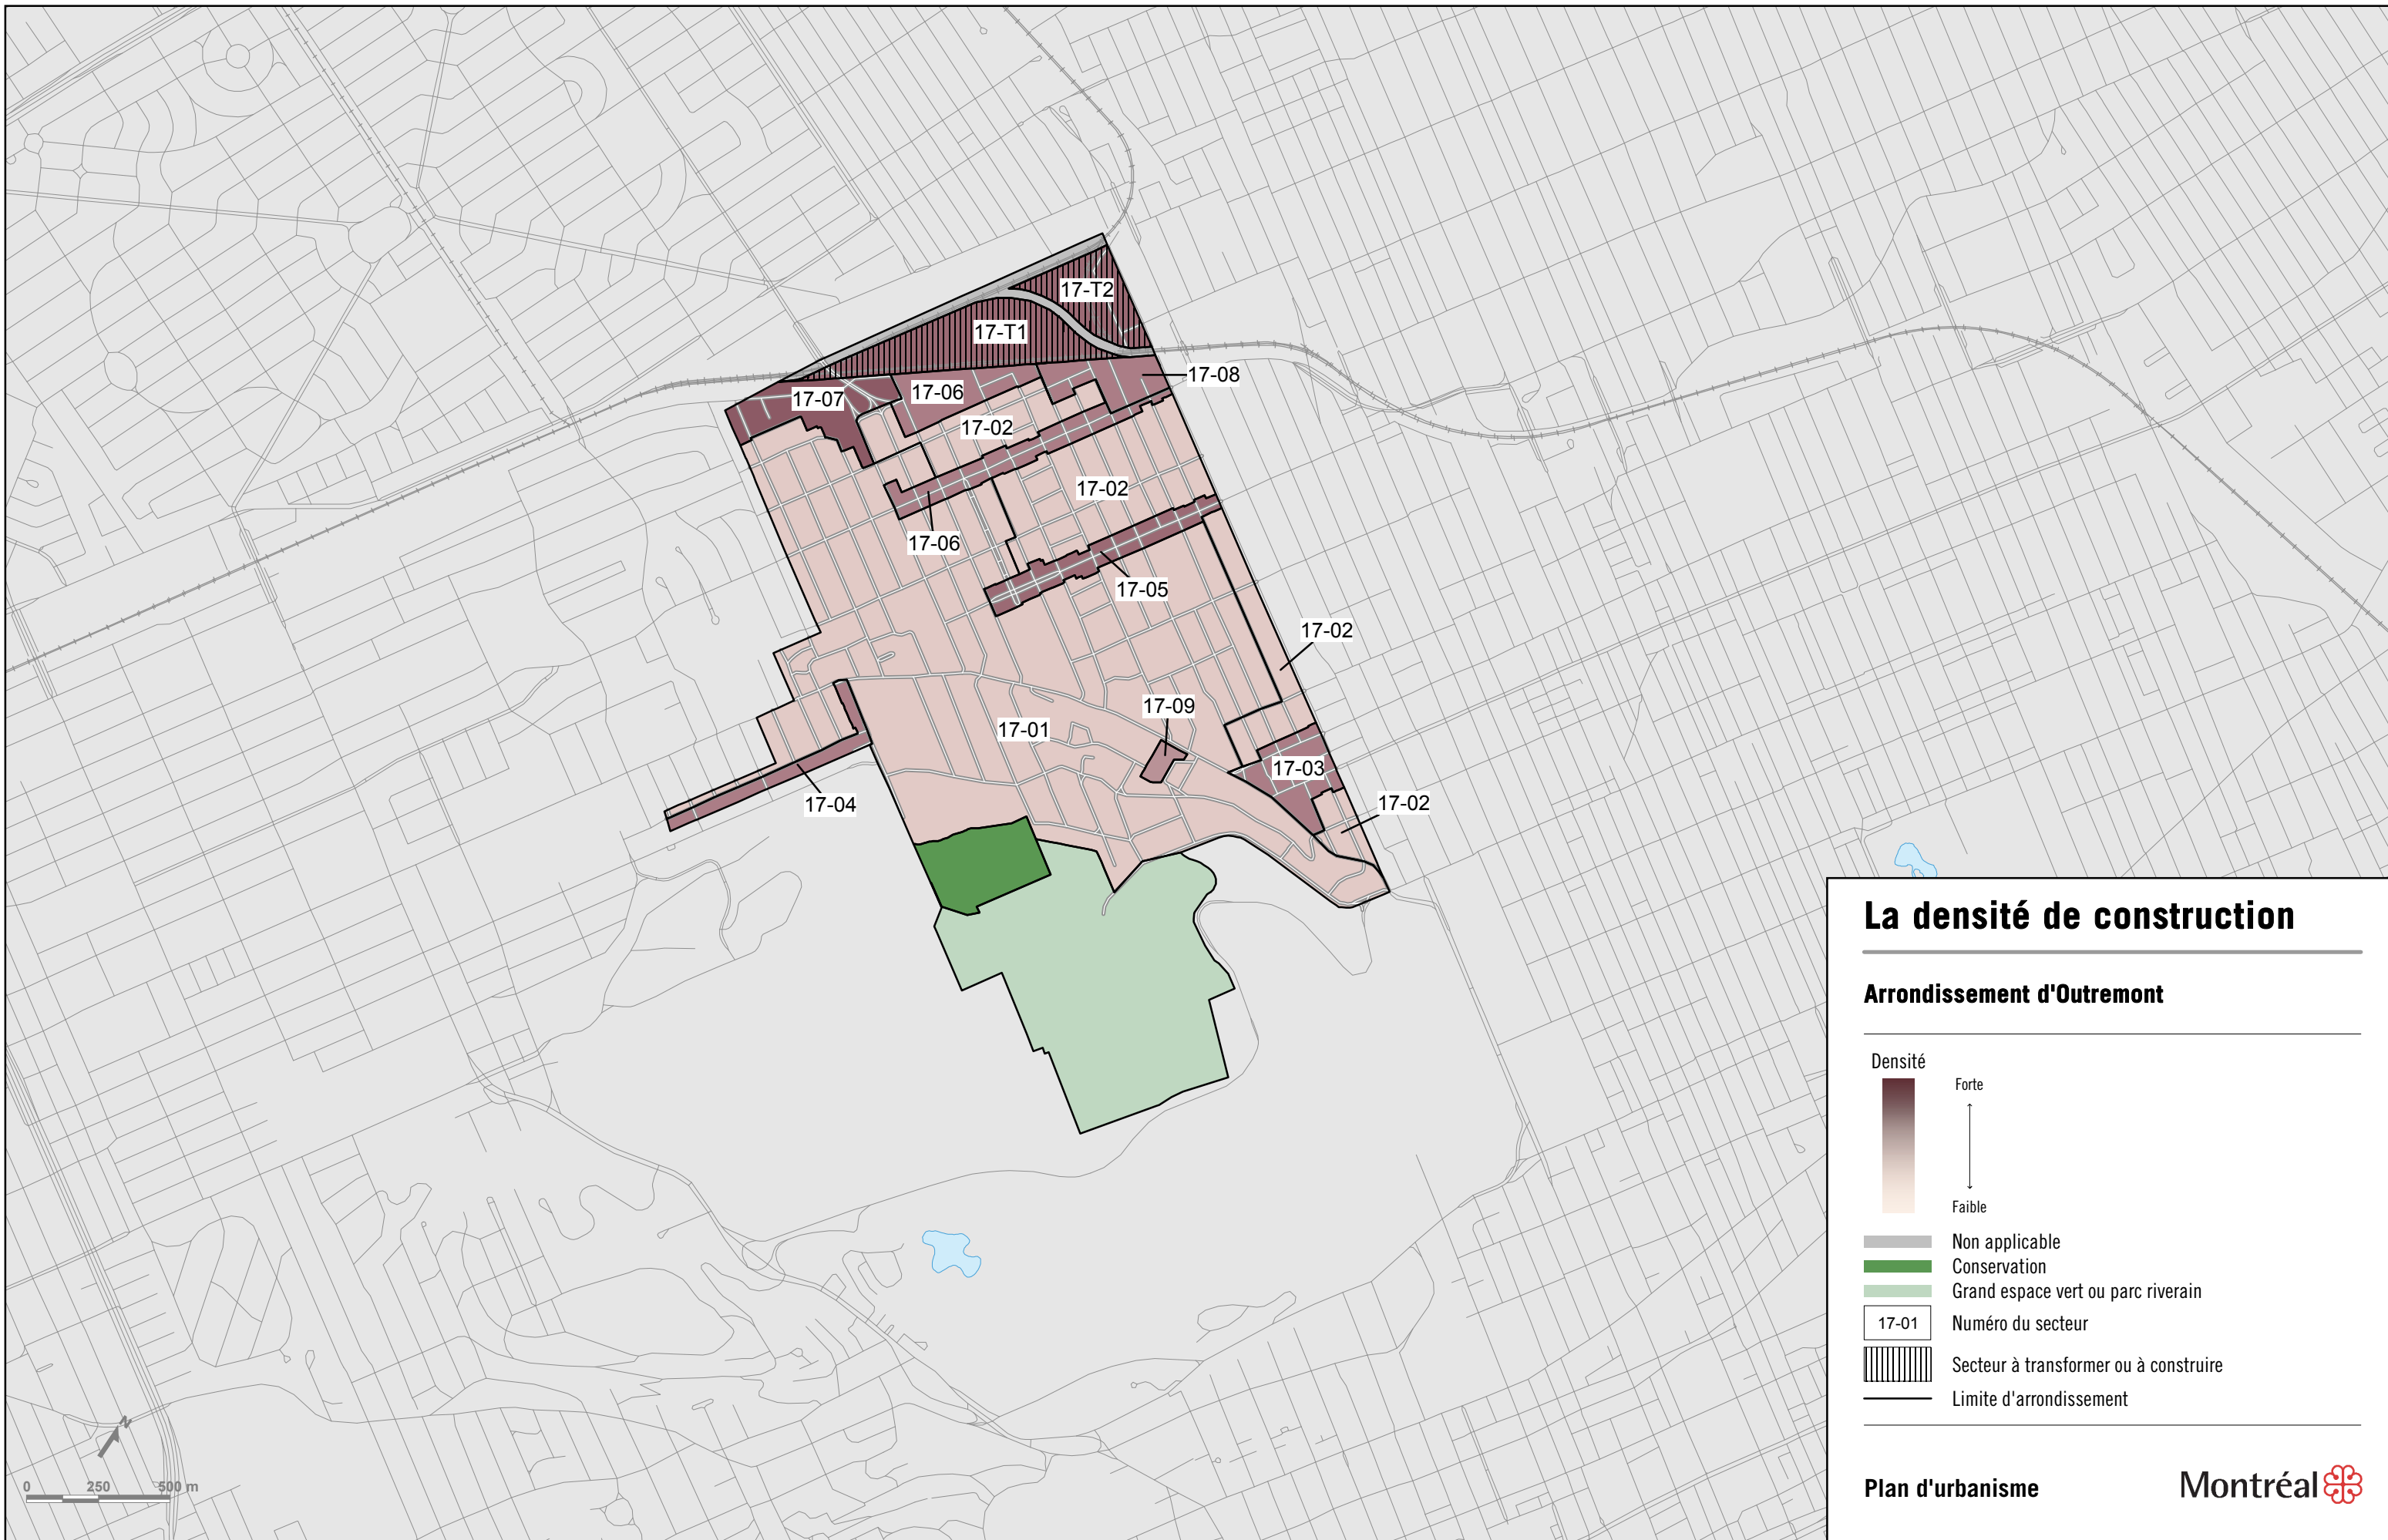 17-T2
17-T1
17-08
17-06
17-07
17-02
17-02
17-06
17-05
17-02
17-09
17-01
17-03
17-04
17-02
La densité de construction
Arrondissement d'Outremont
Densité
Forte
Faible
Non applicable
Conservation
Grand espace vert ou parc riverain
17-01 Numéro du secteur
Secteur à transformer ou à construire
Limite d'arrondissement
N
0 250 500 m
Plan d'urbanisme
Montréal